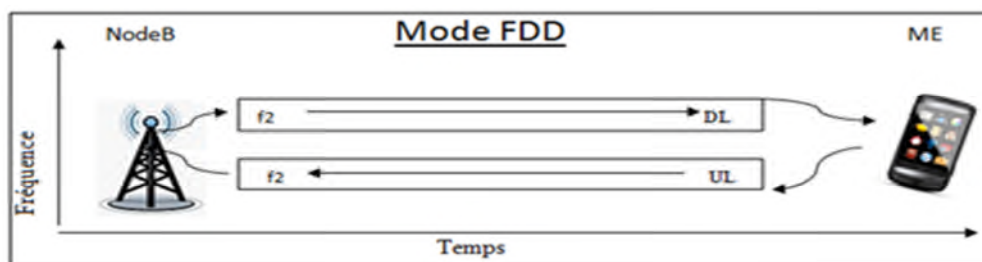 NodeB Mode FDD ME
Fréquence
f2 DL
f2 UL
Temps